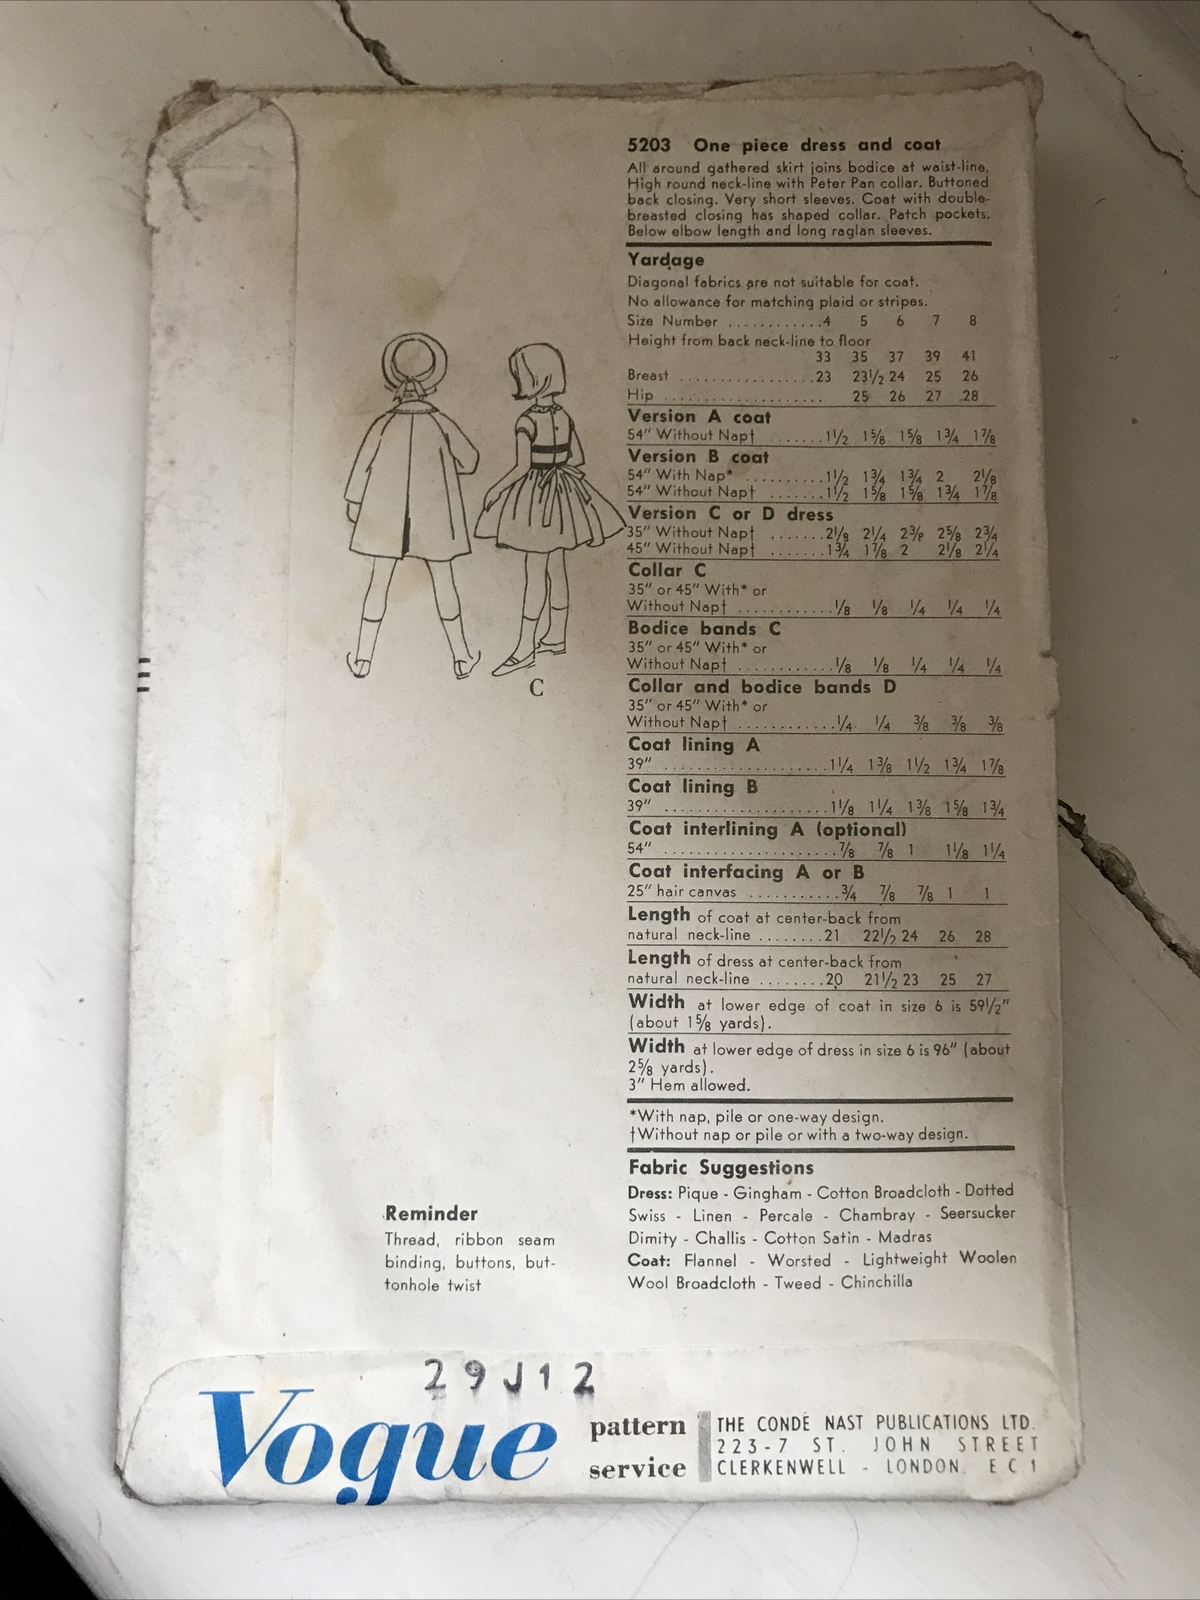 5203 One piece dress and coat
All around gathered skirt joins bodice at waist-line.
High round neck-line with Peter Pan collar. Buttoned
back closing. Very short sleeves. Coat with double-
breasted closing has shaped collar. Patch pockets.
Below elbow length and long raglan sleeves.
Yardage
Diagonal fabrics are not suitable for coat.
No allowance for matching plaid or stripes.
Size Number ............4 5 6 7 8
Height from back neck-line to floor
33 35 37 39 41
Breast .................23 23½ 24 25 26
Hip ..................... 25 26 27 28
Version A coat
54" Without Nap† .......1½ 1⅝ 1⅝ 1¾ 1⅞
Version B coat
54" With Nap* ..........1½ 1¾ 1¾ 2 2⅛
54" Without Nap† .......1½ 1⅝ 1⅝ 1¾ 1⅞
Version C or D dress
35" Without Nap† .......2⅛ 2¼ 2⅜ 2⅝ 2¾
45" Without Nap† .......1¾ 1⅞ 2 2⅛ 2¼
Collar C
35" or 45" With* or
Without Nap† ............⅛ ⅛ ¼ ¼ ¼
Bodice bands C
35" or 45" With* or
Without Nap† ............⅛ ⅛ ¼ ¼ ¼
Collar and bodice bands D
35" or 45" With* or
Without Nap† ............¼ ¼ ⅜ ⅜ ⅜
Coat lining A
39" ....................1¼ 1⅜ 1½ 1¾ 1⅞
Coat lining B
39" ....................1⅛ 1¼ 1⅜ 1⅝ 1¾
Coat interlining A (optional)
54" .....................⅞ ⅞ 1 1⅛ 1¼
Coat interfacing A or B
25" hair canvas ...........¾ ⅞ ⅞ 1 1
Length of coat at center-back from
natural neck-line ........21 22½ 24 26 28
Length of dress at center-back from
natural neck-line ........20 21½ 23 25 27
Width at lower edge of coat in size 6 is 59½"
(about 1⅝ yards).
Width at lower edge of dress in size 6 is 96" (about
2⅝ yards).
3" Hem allowed.
*With nap, pile or one-way design.
†Without nap or pile or with a two-way design.
Fabric Suggestions
Dress: Pique - Gingham - Cotton Broadcloth - Dotted
Swiss - Linen - Percale - Chambray - Seersucker
Dimity - Challis - Cotton Satin - Madras
Coat: Flannel - Worsted - Lightweight Woolen
Wool Broadcloth - Tweed - Chinchilla
C
Reminder
Thread, ribbon seam
binding, buttons, but-
tonhole twist
29J12
Vogue
pattern
service
THE CONDÉ NAST PUBLICATIONS LTD.
223-7 ST. JOHN STREET
CLERKENWELL - LONDON. EC1